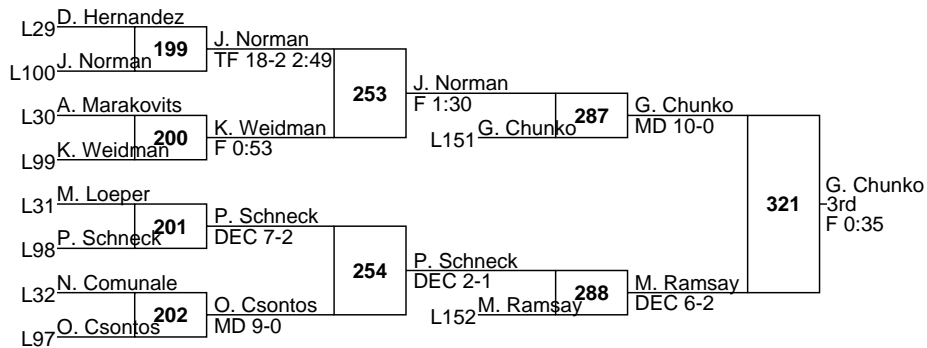 L29 D. Hernandez
199
L100 J. Norman
J. Norman
TF 18-2 2:49
L30 A. Marakovits
200
L99 K. Weidman
K. Weidman
F 0:53
253
J. Norman
F 1:30
L151 G. Chunko
287
G. Chunko
MD 10-0
L31 M. Loeper
201
L98 P. Schneck
P. Schneck
DEC 7-2
L32 N. Comunale
202
L97 O. Csontos
O. Csontos
MD 9-0
254
P. Schneck
DEC 2-1
L152 M. Ramsay
288
M. Ramsay
DEC 6-2
321
G. Chunko
3rd
F 0:35